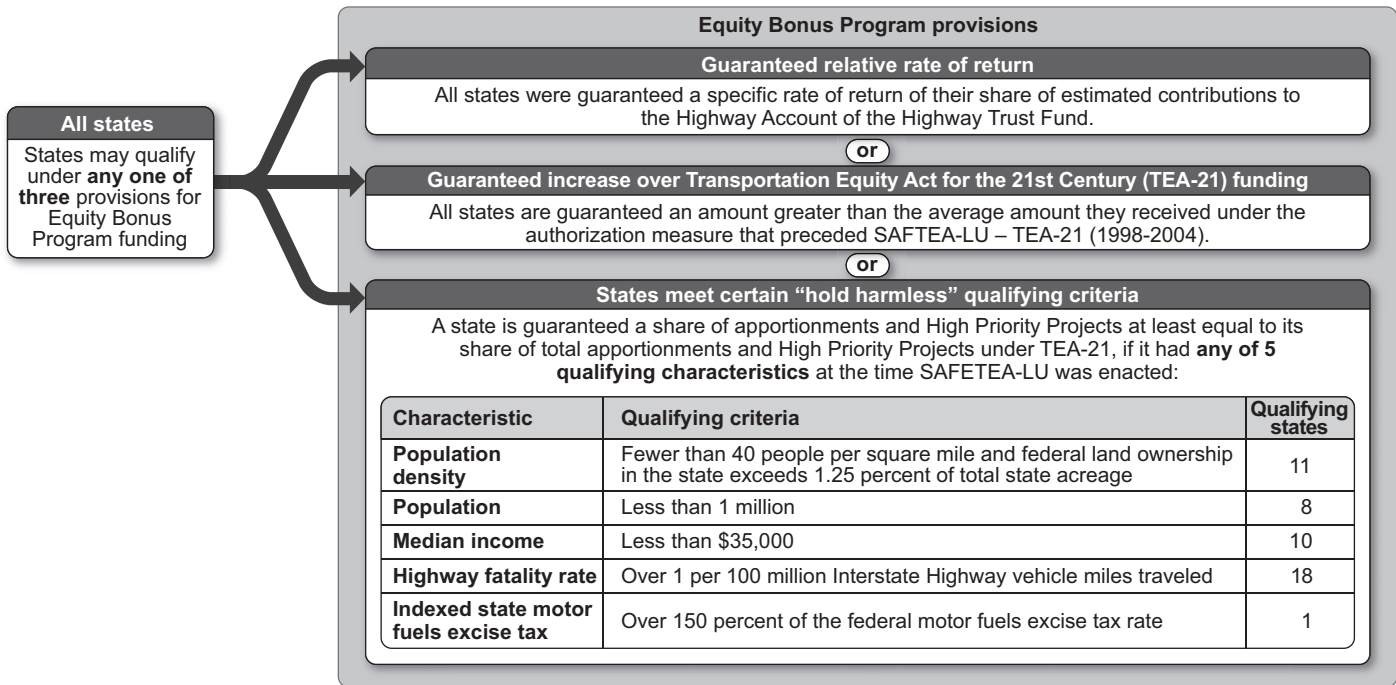 Equity Bonus Program provisions
All states
States may qualify
under any one of
three provisions for
Equity Bonus
Program funding
Guaranteed relative rate of return
All states were guaranteed a specific rate of return of their share of estimated contributions to
the Highway Account of the Highway Trust Fund.
or
Guaranteed increase over Transportation Equity Act for the 21st Century (TEA-21) funding
All states are guaranteed an amount greater than the average amount they received under the
authorization measure that preceded SAFTEA-LU – TEA-21 (1998-2004).
or
States meet certain “hold harmless” qualifying criteria
A state is guaranteed a share of apportionments and High Priority Projects at least equal to its
share of total apportionments and High Priority Projects under TEA-21, if it had any of 5
qualifying characteristics at the time SAFETEA-LU was enacted:
Characteristic
Qualifying criteria
Qualifying
states
Population
density
Fewer than 40 people per square mile and federal land ownership
in the state exceeds 1.25 percent of total state acreage
11
Population
Less than 1 million
8
Median income
Less than $35,000
10
Highway fatality rate
Over 1 per 100 million Interstate Highway vehicle miles traveled
18
Indexed state motor
fuels excise tax
Over 150 percent of the federal motor fuels excise tax rate
1